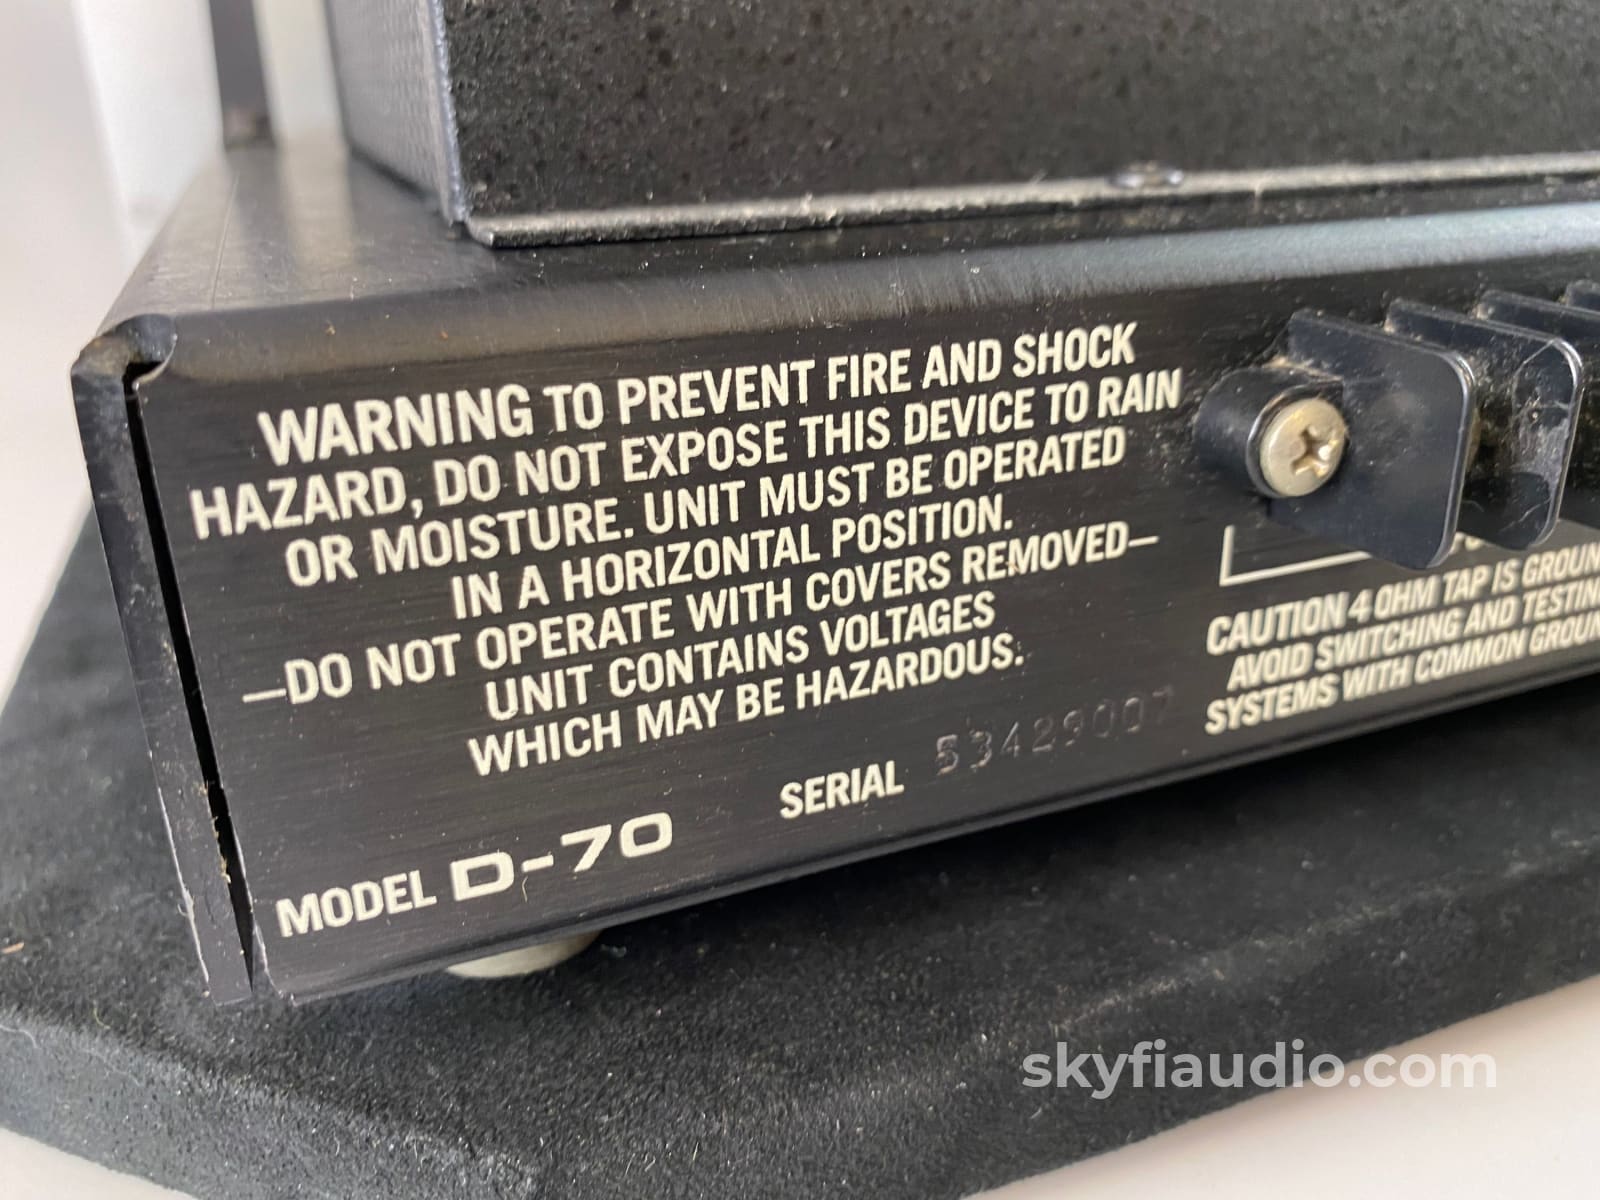 WARNING TO PREVENT FIRE AND SHOCK
HAZARD, DO NOT EXPOSE THIS DEVICE TO RAIN
OR MOISTURE. UNIT MUST BE OPERATED
IN A HORIZONTAL POSITION.
—DO NOT OPERATE WITH COVERS REMOVED—
UNIT CONTAINS VOLTAGES
WHICH MAY BE HAZARDOUS.
MODEL D-70
SERIAL 53429007
CAUTION 4 OHM TAP IS GROUN
AVOID SWITCHING AND TESTIN
SYSTEMS WITH COMMON GROUN
skyfiaudio.com